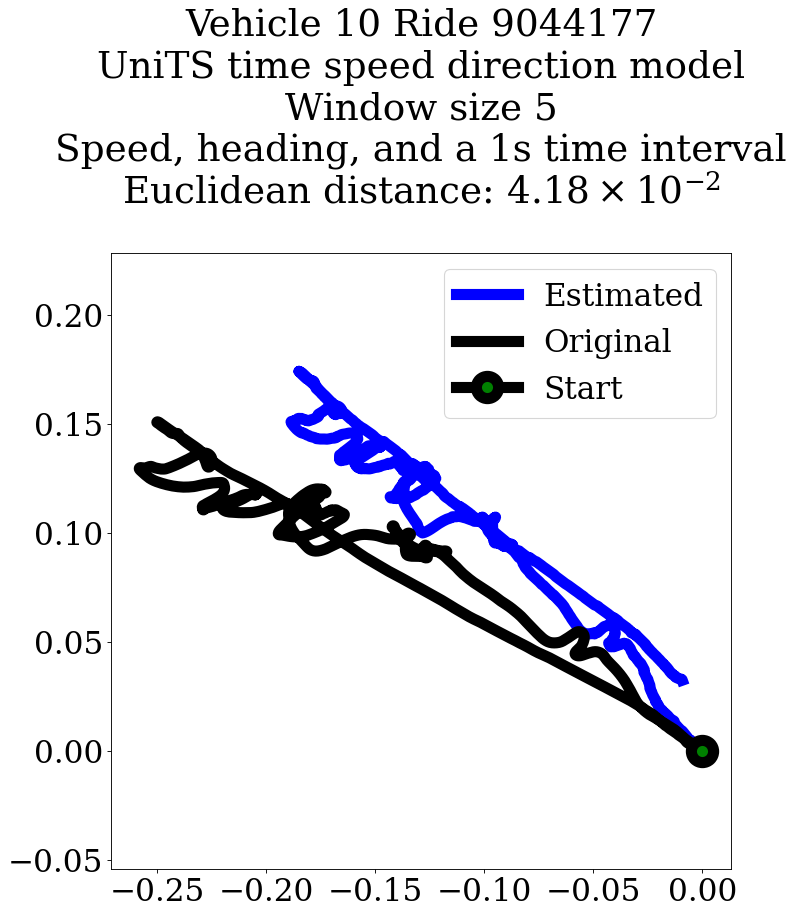 Vehicle 10 Ride 9044177
UniTS time speed direction model
Window size 5
Speed, heading, and a 1s time interval
Euclidean distance: 4.18 × 10⁻²
Estimated
Original
Start
0.20
0.15
0.10
0.05
0.00
−0.05
−0.25 −0.20 −0.15 −0.10 −0.05 0.00